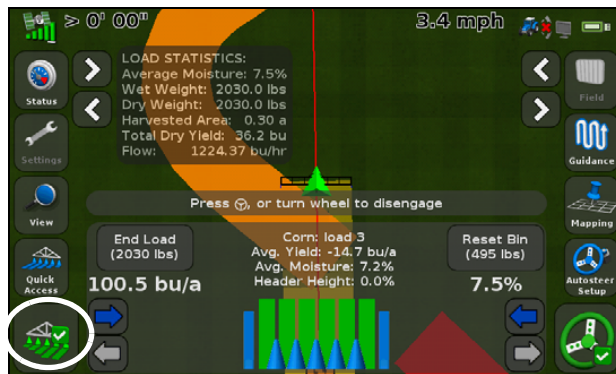 > 0' 00"
3.4 mph
LOAD STATISTICS:
Average Moisture: 7.5%
Wet Weight: 2030.0 lbs
Dry Weight: 2030.0 lbs
Harvested Area: 0.30 a
Total Dry Yield: 36.2 bu
Flow: 1224.37 bu/hr
Status
Field
Settings
Guidance
View
Mapping
Press , or turn wheel to disengage
End Load
(2030 lbs)
Corn: load 3
Avg. Yield: -14.7 bu/a
Avg. Moisture: 7.2%
Header Height: 0.0%
Reset Bin
(495 lbs)
Quick
Access
100.5 bu/a
7.5%
Autosteer
Setup